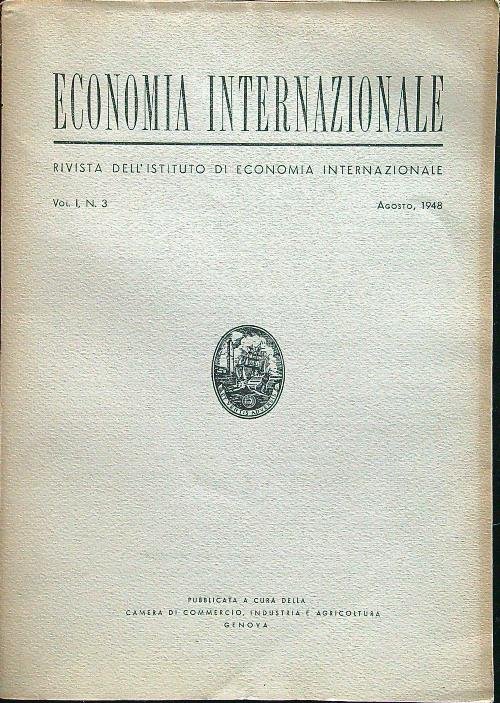 ECONOMIA INTERNAZIONALE
RIVISTA DELL'ISTITUTO DI ECONOMIA INTERNAZIONALE
VOL. I, N. 3
AGOSTO, 1948
PUBBLICATA A CURA DELLA
CAMERA DI COMMERCIO, INDUSTRIA E AGRICOLTURA
GENOVA